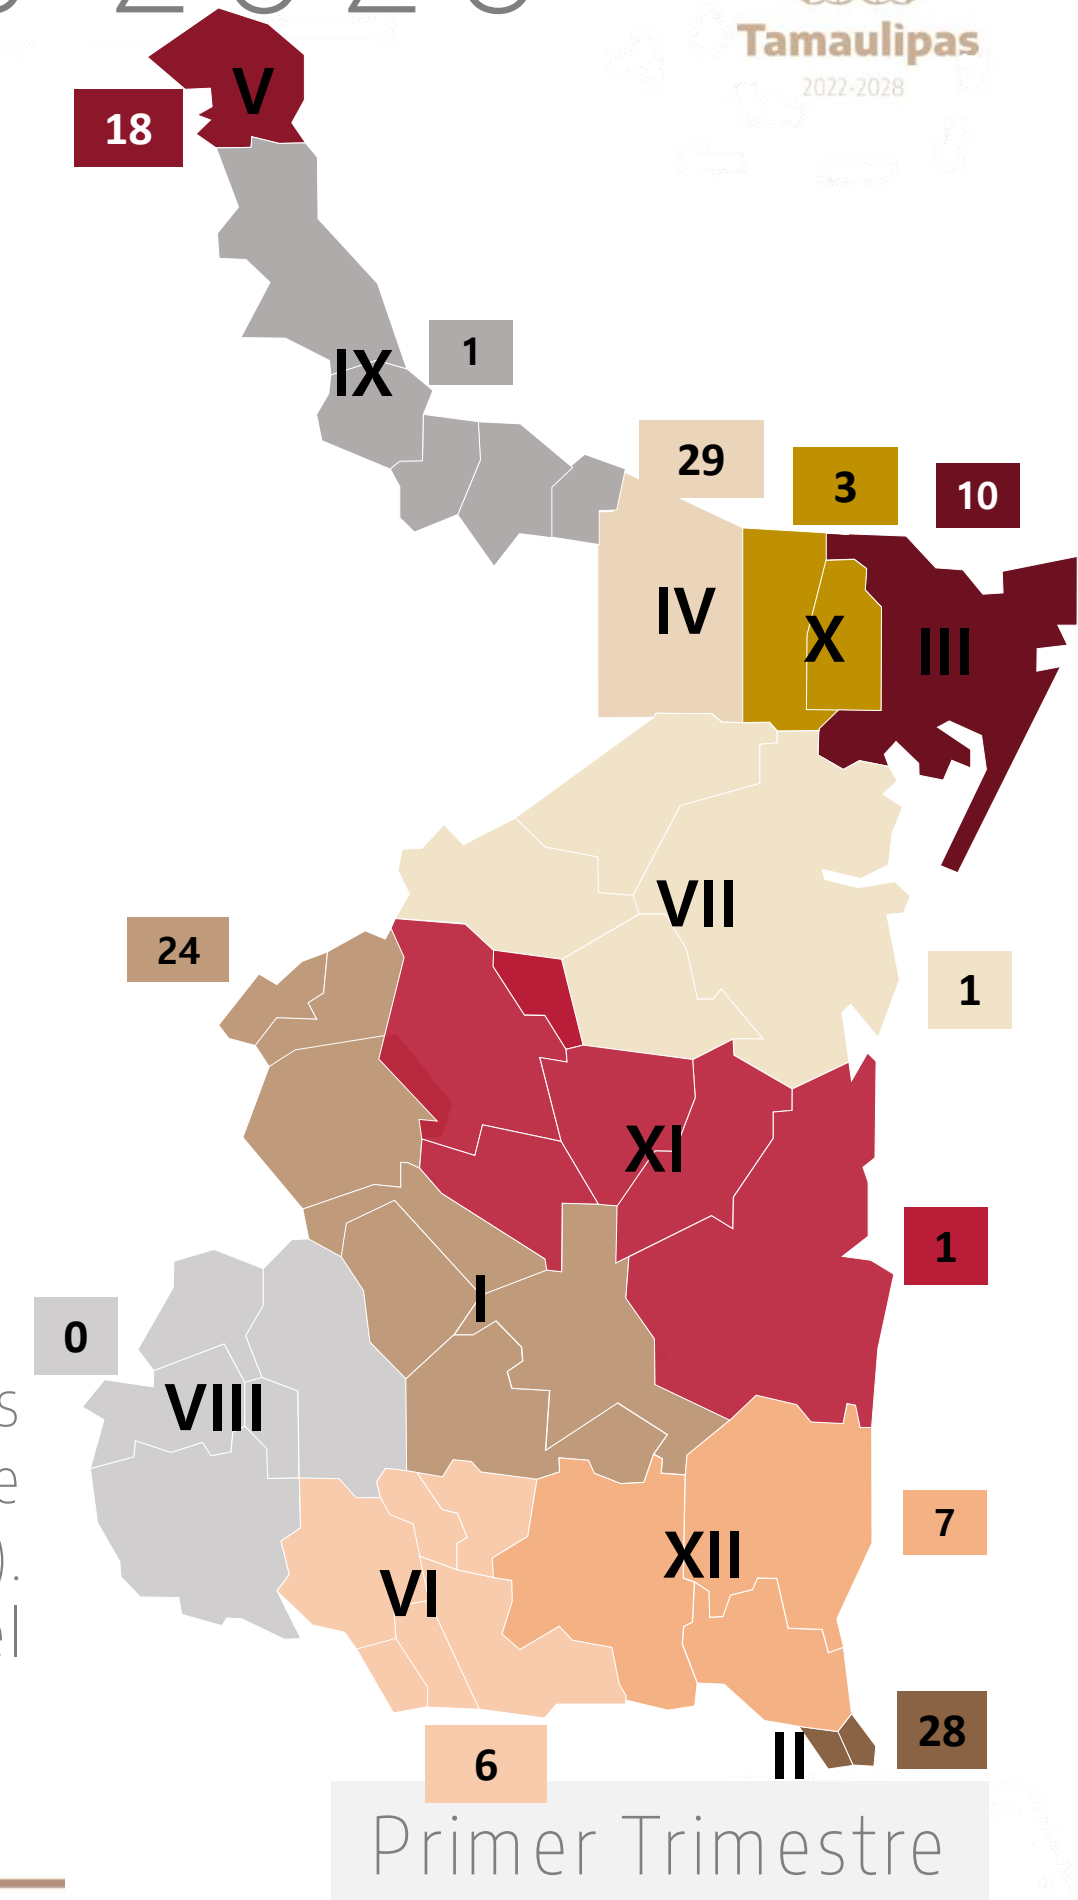 Tamaulipas
2022-2028
V
18
IX
1
29
3
10
IV
X
III
VII
24
1
XI
1
I
0
VIII
s
e
).
el
7
XII
VI
28
II
6
Primer Trimestre